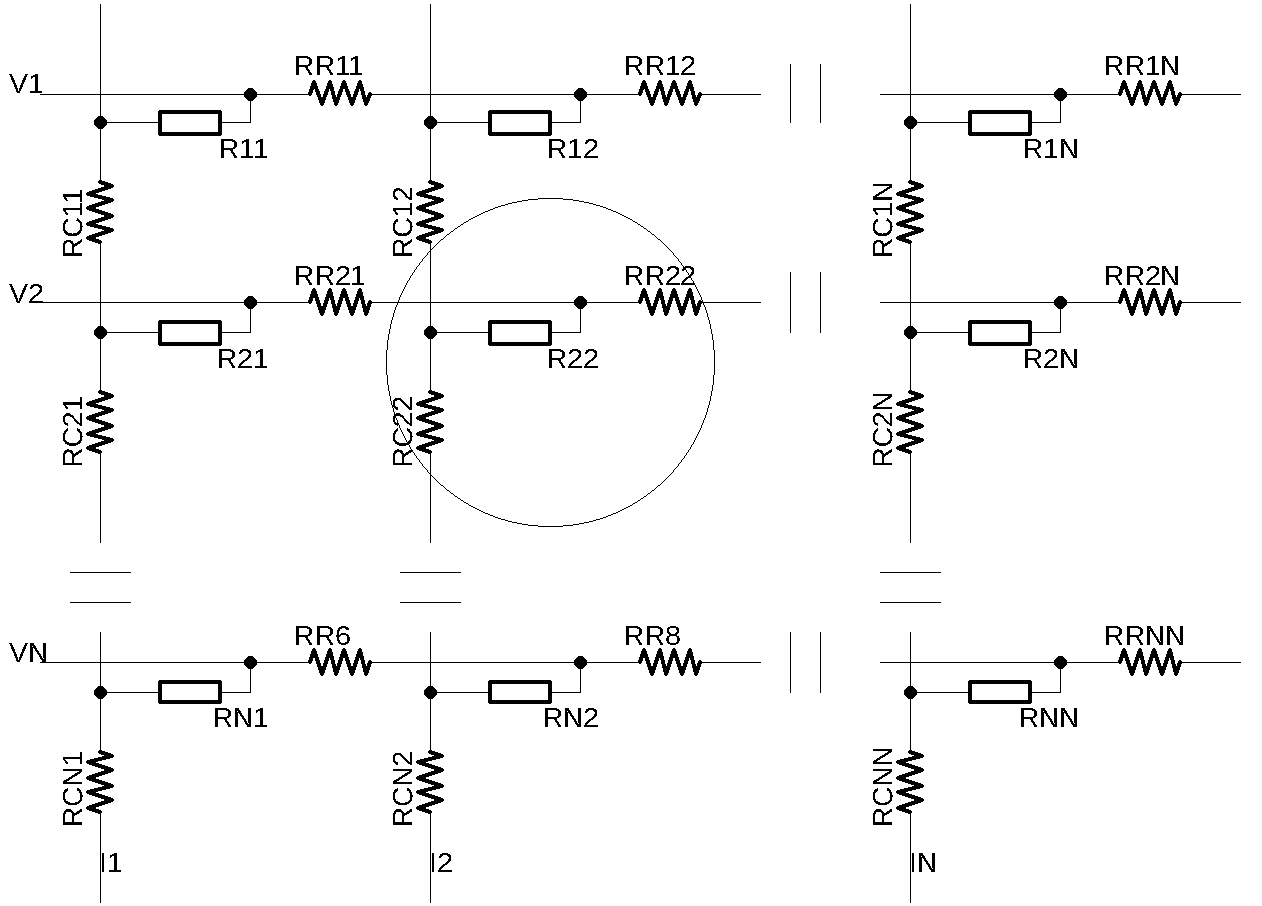 RR11 RR12 RR1N
V1
R11 R12 R1N
RC11 RC12 RC1N
RR21 RR22 RR2N
V2
R21 R22 R2N
RC21 RC22 RC2N
RR6 RR8 RRNN
VN
RN1 RN2 RNN
RCN1 RCN2 RCNN
I1 I2 IN